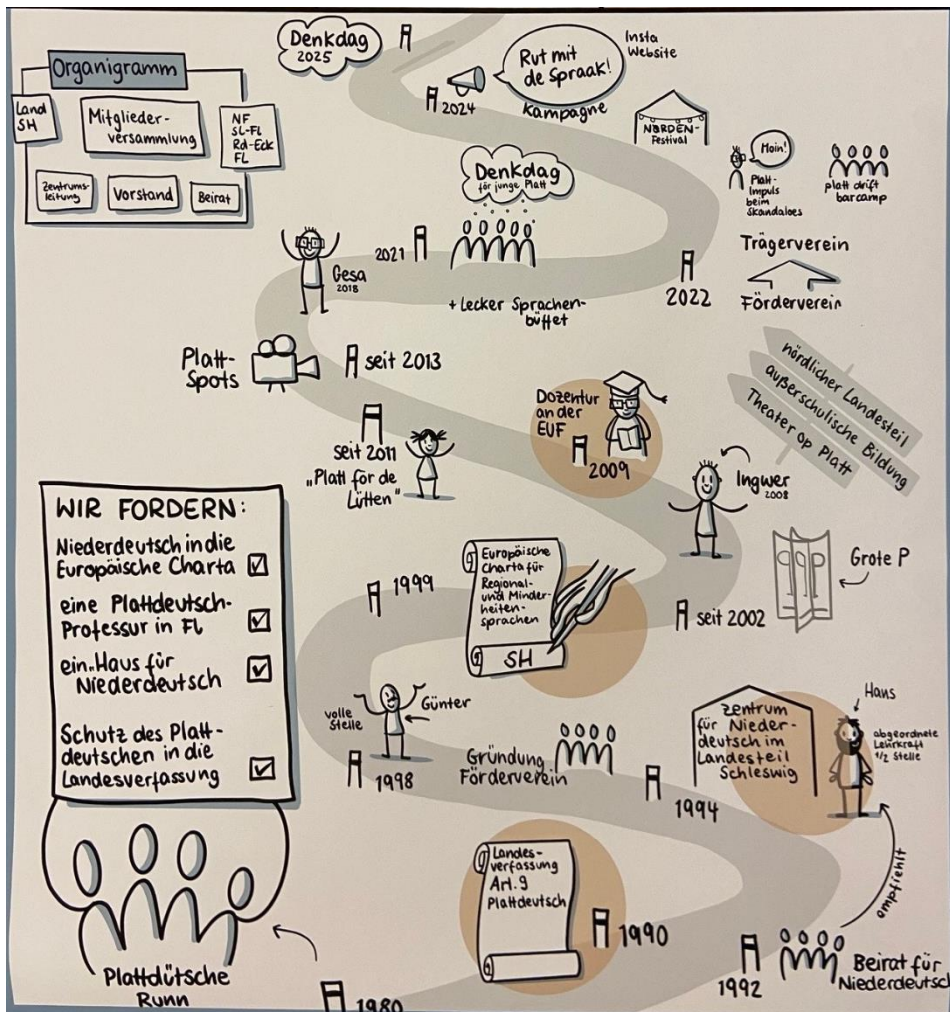 Denkdag
2025
Rut mit
de Spraak!
Kampagne
Insta
Website
2024
Organigramm
Land
SH
Mitglieder-
versammlung
NF
SL-FL
Rd-Eck
FL
Zentrums-
leitung
Vorstand
Beirat
NORDEN-
Festival
Moin!
Platt-
Impuls
beim
Skandaloes
platt drift
barcamp
Denkdag
för junge Platt
2021
Gesa
2018
+ Lecker Sprachen-
büffet
2022
Trägerverein
Förderverein
Platt-
Spots
seit 2013
nördlicher Landesteil
außerschulische Bildung
Theater op Platt
seit 2011
„Platt för de
Lütten"
Dozentur
an der
EUF
2009
Ingwer
2008
WIR FORDERN:
Niederdeutsch in die
Europäische Charta
eine Plattdeutsch-
Professur in FL
ein „Haus für
Niederdeutsch
Schutz des Platt-
deutschen in die
Landesverfassung
1999
Europäische
Charta für
Regional-
und Minder-
heiten-
sprachen
SH
Grote P
seit 2002
volle
Stelle
Günter
1998
Gründung
Förderverein
1994
Zentrum
für Nieder-
deutsch im
Landesteil
Schleswig
Hans
abgeordnete
Lehrkraft
1/2 Stelle
empfiehlt
Landes-
verfassung
Art. 9
Plattdeutsch
1990
1992
Beirat für
Niederdeutsch
Plattdütsche
Runn
1980